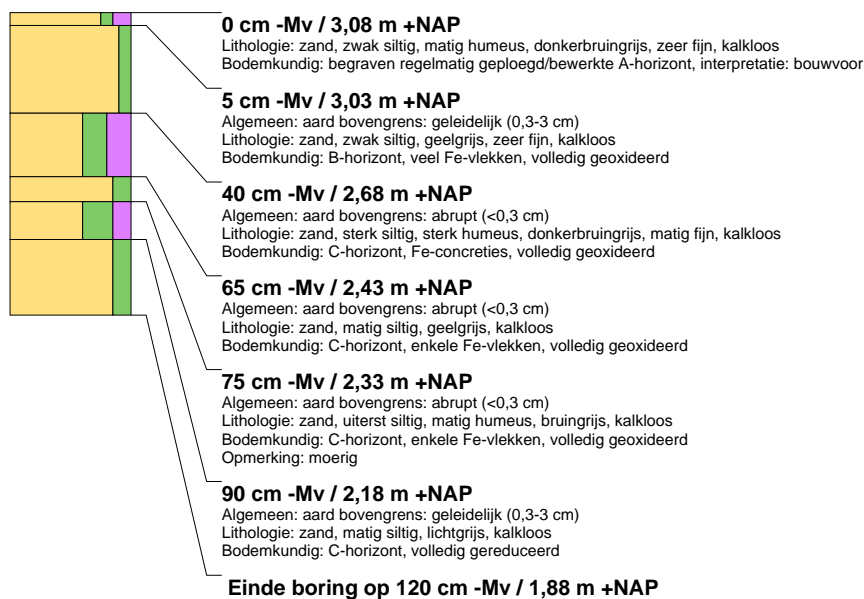 0 cm -Mv / 3,08 m +NAP
Lithologie: zand, zwak siltig, matig humeus, donkerbruingrijs, zeer fijn, kalkloos
Bodemkundig: begraven regelmatig geploegd/bewerkte A-horizont, interpretatie: bouwvoor
5 cm -Mv / 3,03 m +NAP
Algemeen: aard bovengrens: geleidelijk (0,3-3 cm)
Lithologie: zand, zwak siltig, geelgrijs, zeer fijn, kalkloos
Bodemkundig: B-horizont, veel Fe-vlekken, volledig geoxideerd
40 cm -Mv / 2,68 m +NAP
Algemeen: aard bovengrens: abrupt (<0,3 cm)
Lithologie: zand, sterk siltig, sterk humeus, donkerbruingrijs, matig fijn, kalkloos
Bodemkundig: C-horizont, Fe-concreties, volledig geoxideerd
65 cm -Mv / 2,43 m +NAP
Algemeen: aard bovengrens: abrupt (<0,3 cm)
Lithologie: zand, matig siltig, geelgrijs, kalkloos
Bodemkundig: C-horizont, enkele Fe-vlekken, volledig geoxideerd
75 cm -Mv / 2,33 m +NAP
Algemeen: aard bovengrens: abrupt (<0,3 cm)
Lithologie: zand, uiterst siltig, matig humeus, bruingrijs, kalkloos
Bodemkundig: C-horizont, enkele Fe-vlekken, volledig geoxideerd
Opmerking: moerig
90 cm -Mv / 2,18 m +NAP
Algemeen: aard bovengrens: geleidelijk (0,3-3 cm)
Lithologie: zand, matig siltig, lichtgrijs, kalkloos
Bodemkundig: C-horizont, volledig gereduceerd
Einde boring op 120 cm -Mv / 1,88 m +NAP